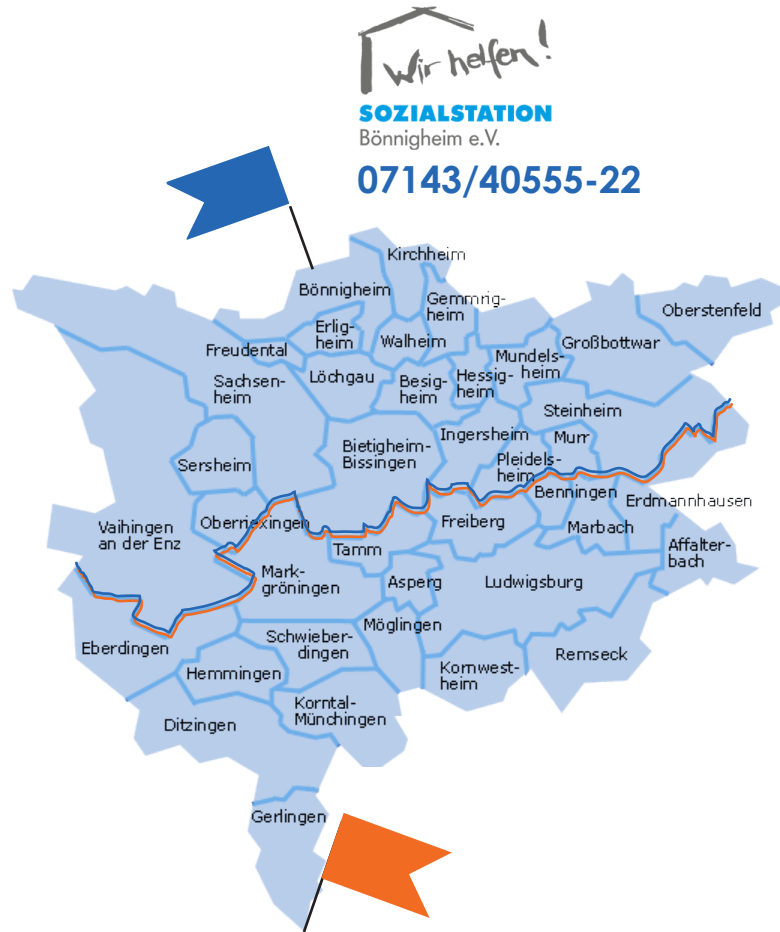 Wir helfen!
SOZIALSTATION
Bönnigheim e.V.
07143/40555-22
Kirchheim
Bönnigheim
Gemmrig-
heim
Oberstenfeld
Erlig-
heim
Walheim
Großbottwar
Freudental
Mundels-
heim
Sachsen-
heim
Löchgau
Besig-
heim
Hessig-
heim
Steinheim
Ingersheim
Murr
Bietigheim-
Bissingen
Sersheim
Pleidels-
heim
Benningen
Erdmannhausen
Vaihingen
an der Enz
Oberriexingen
Freiberg
Marbach
Tamm
Affalter-
bach
Mark-
gröningen
Asperg
Ludwigsburg
Möglingen
Eberdingen
Schwieber-
dingen
Remseck
Hemmingen
Kornwest-
heim
Korntal-
Münchingen
Ditzingen
Gerlingen